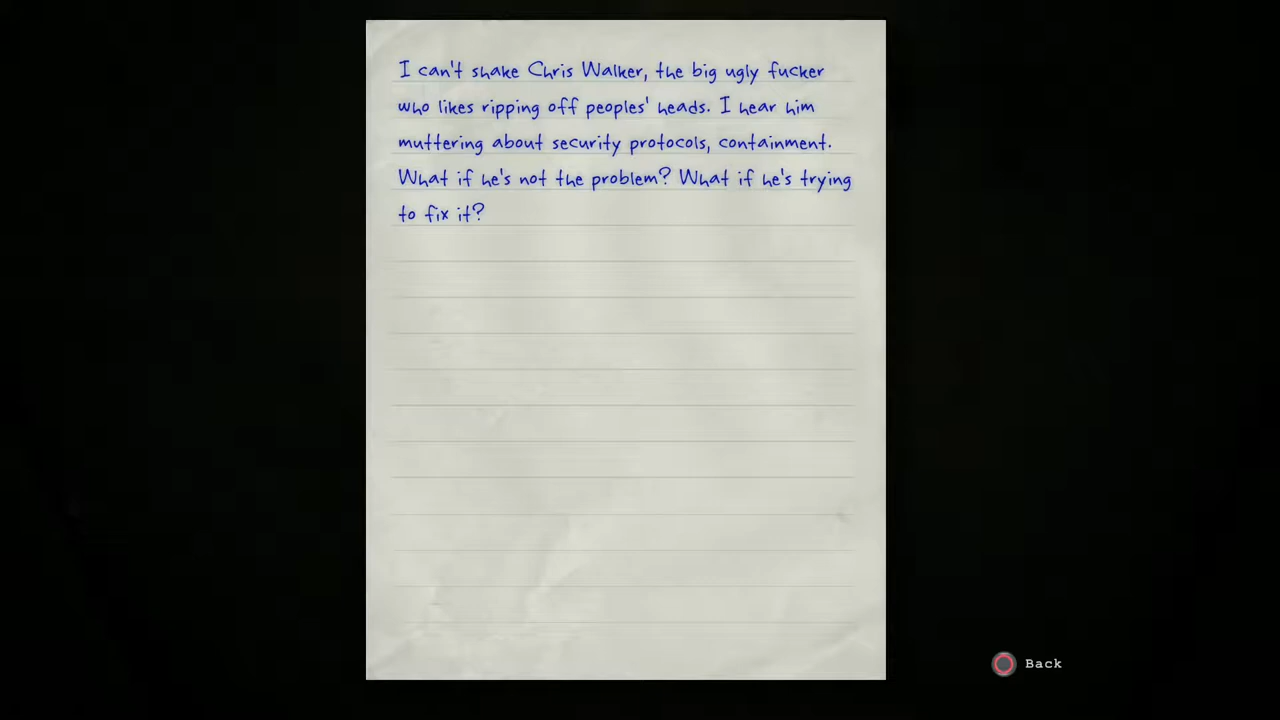 I can't shake Chris Walker, the big ugly fucker
who likes ripping off peoples' heads. I hear him
muttering about security protocols, containment.
What if he's not the problem? What if he's trying
to fix it?
Back